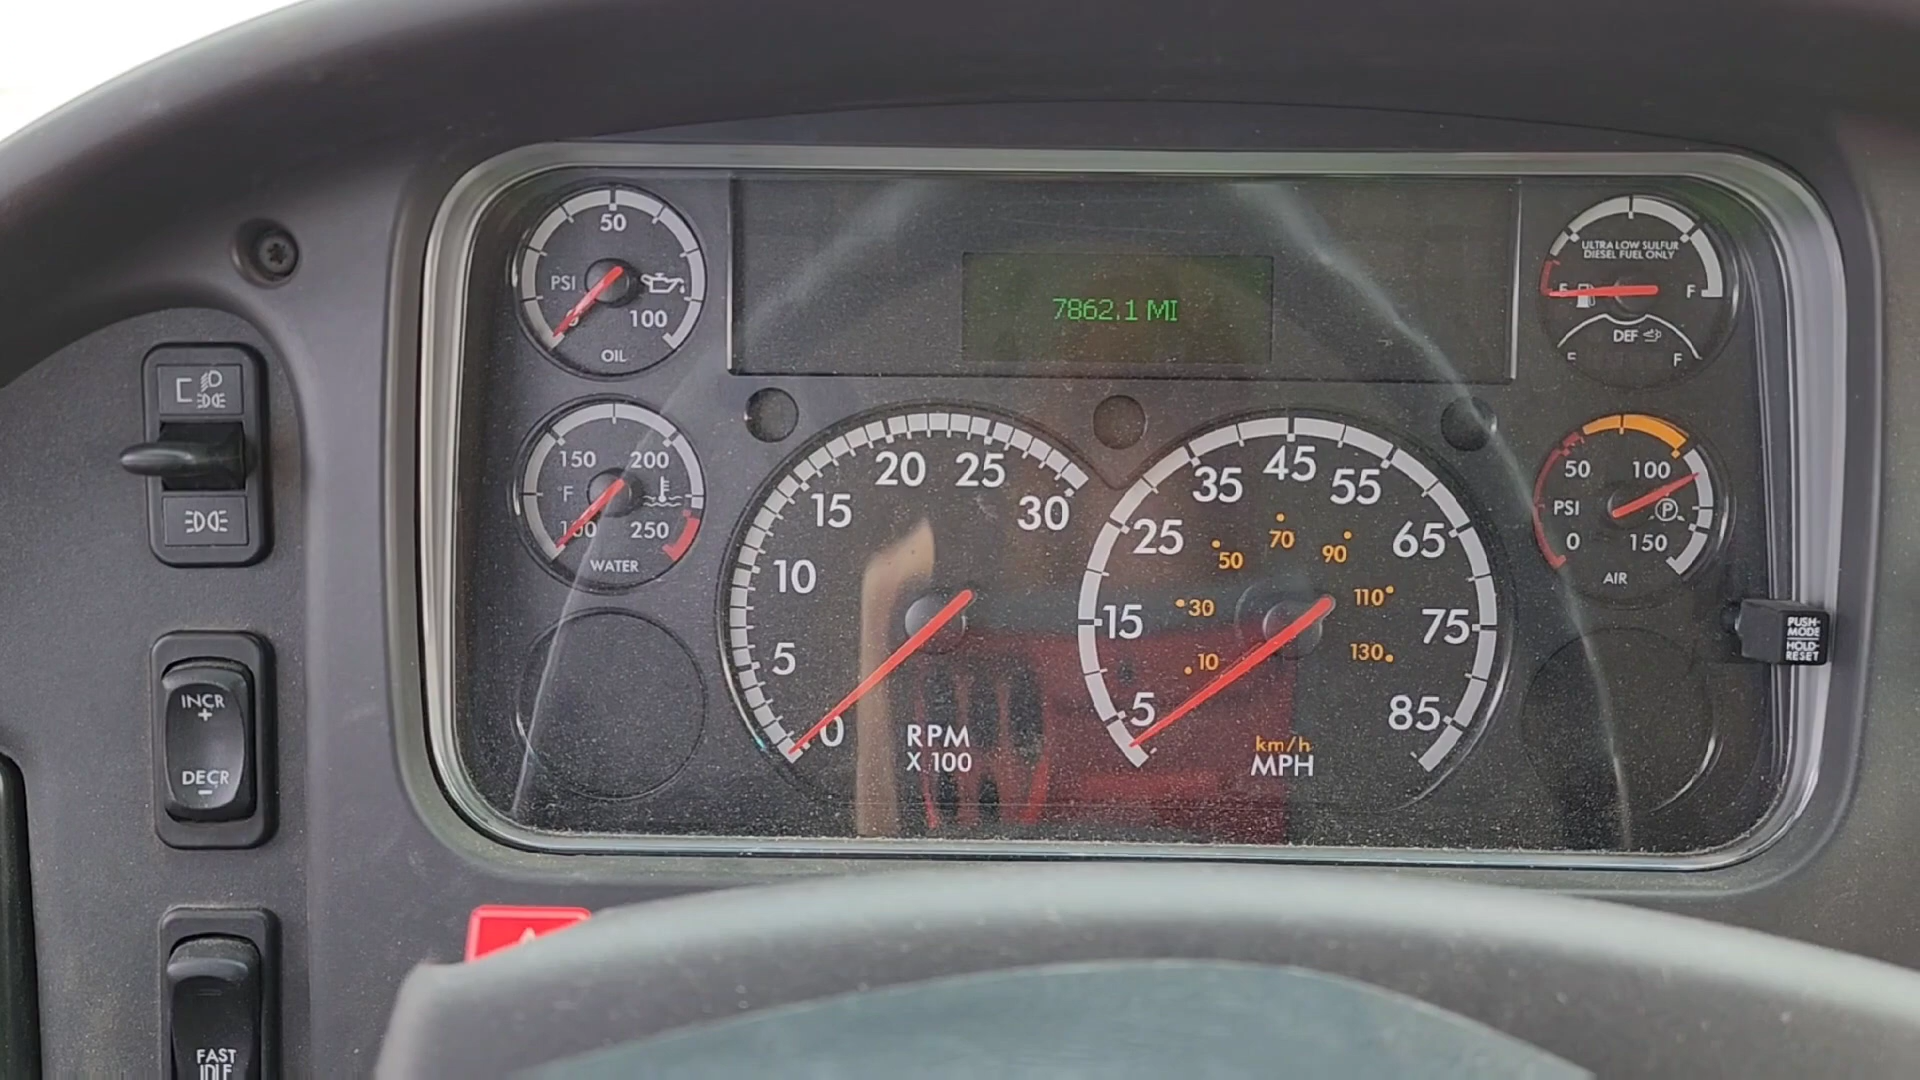 50
PSI
0
100
OIL
150
200
°F
100
250
WATER
7862.1 MI
ULTRA LOW SULFUR
DIESEL FUEL ONLY
E
F
DEF
E
F
50
100
PSI
P
0
150
AIR
0
5
10
15
20
25
30
RPM
X 100
5
15
25
35
45
55
65
75
85
10
30
50
70
90
110
130
km/h
MPH
PUSH-
MODE
HOLD-
RESET
INCR
+
DECR
-
FAST
IDLE